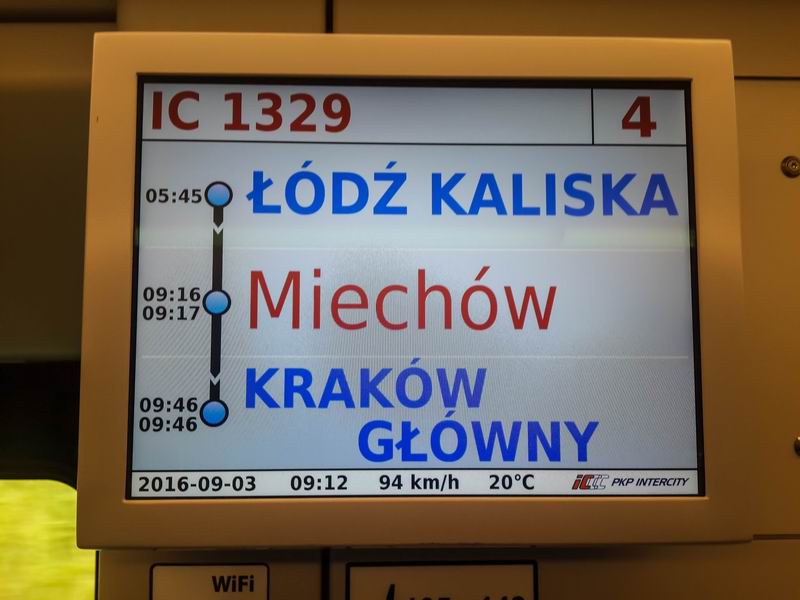 IC 1329 4
05:45 ŁÓDŹ KALISKA
09:16
09:17
Miechów
09:46
09:46
KRAKÓW
GŁÓWNY
2016-09-03 09:12 94 km/h 20°C PKP INTERCITY
WiFi